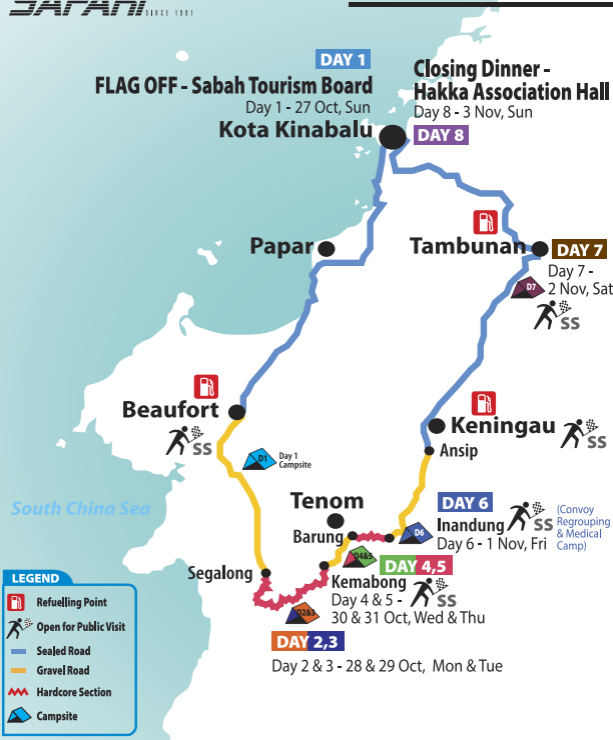 SAFARI SINCE 1991
DAY 1
FLAG OFF - Sabah Tourism Board
Day 1 - 27 Oct, Sun
Kota Kinabalu
Closing Dinner -
Hakka Association Hall
Day 8 - 3 Nov, Sun
DAY 8
Papar
Tambunan
DAY 7
Day 7 -
2 Nov, Sat
D7
SS
Beaufort
SS
Keningau
SS
Ansip
D1
Day 1
Campsite
South China Sea
Tenom
Barung
DAY 6
Inandung
SS
Day 6 - 1 Nov, Fri
(Convoy
Regrouping
& Medical
Camp)
D6
D4&5
DAY 4,5
Segalong
Kemabong
SS
Day 4 & 5 -
30 & 31 Oct, Wed & Thu
D2&3
DAY 2,3
Day 2 & 3 - 28 & 29 Oct, Mon & Tue
LEGEND
Refuelling Point
SS
Open for Public Visit
Sealed Road
Gravel Road
Hardcore Section
Campsite